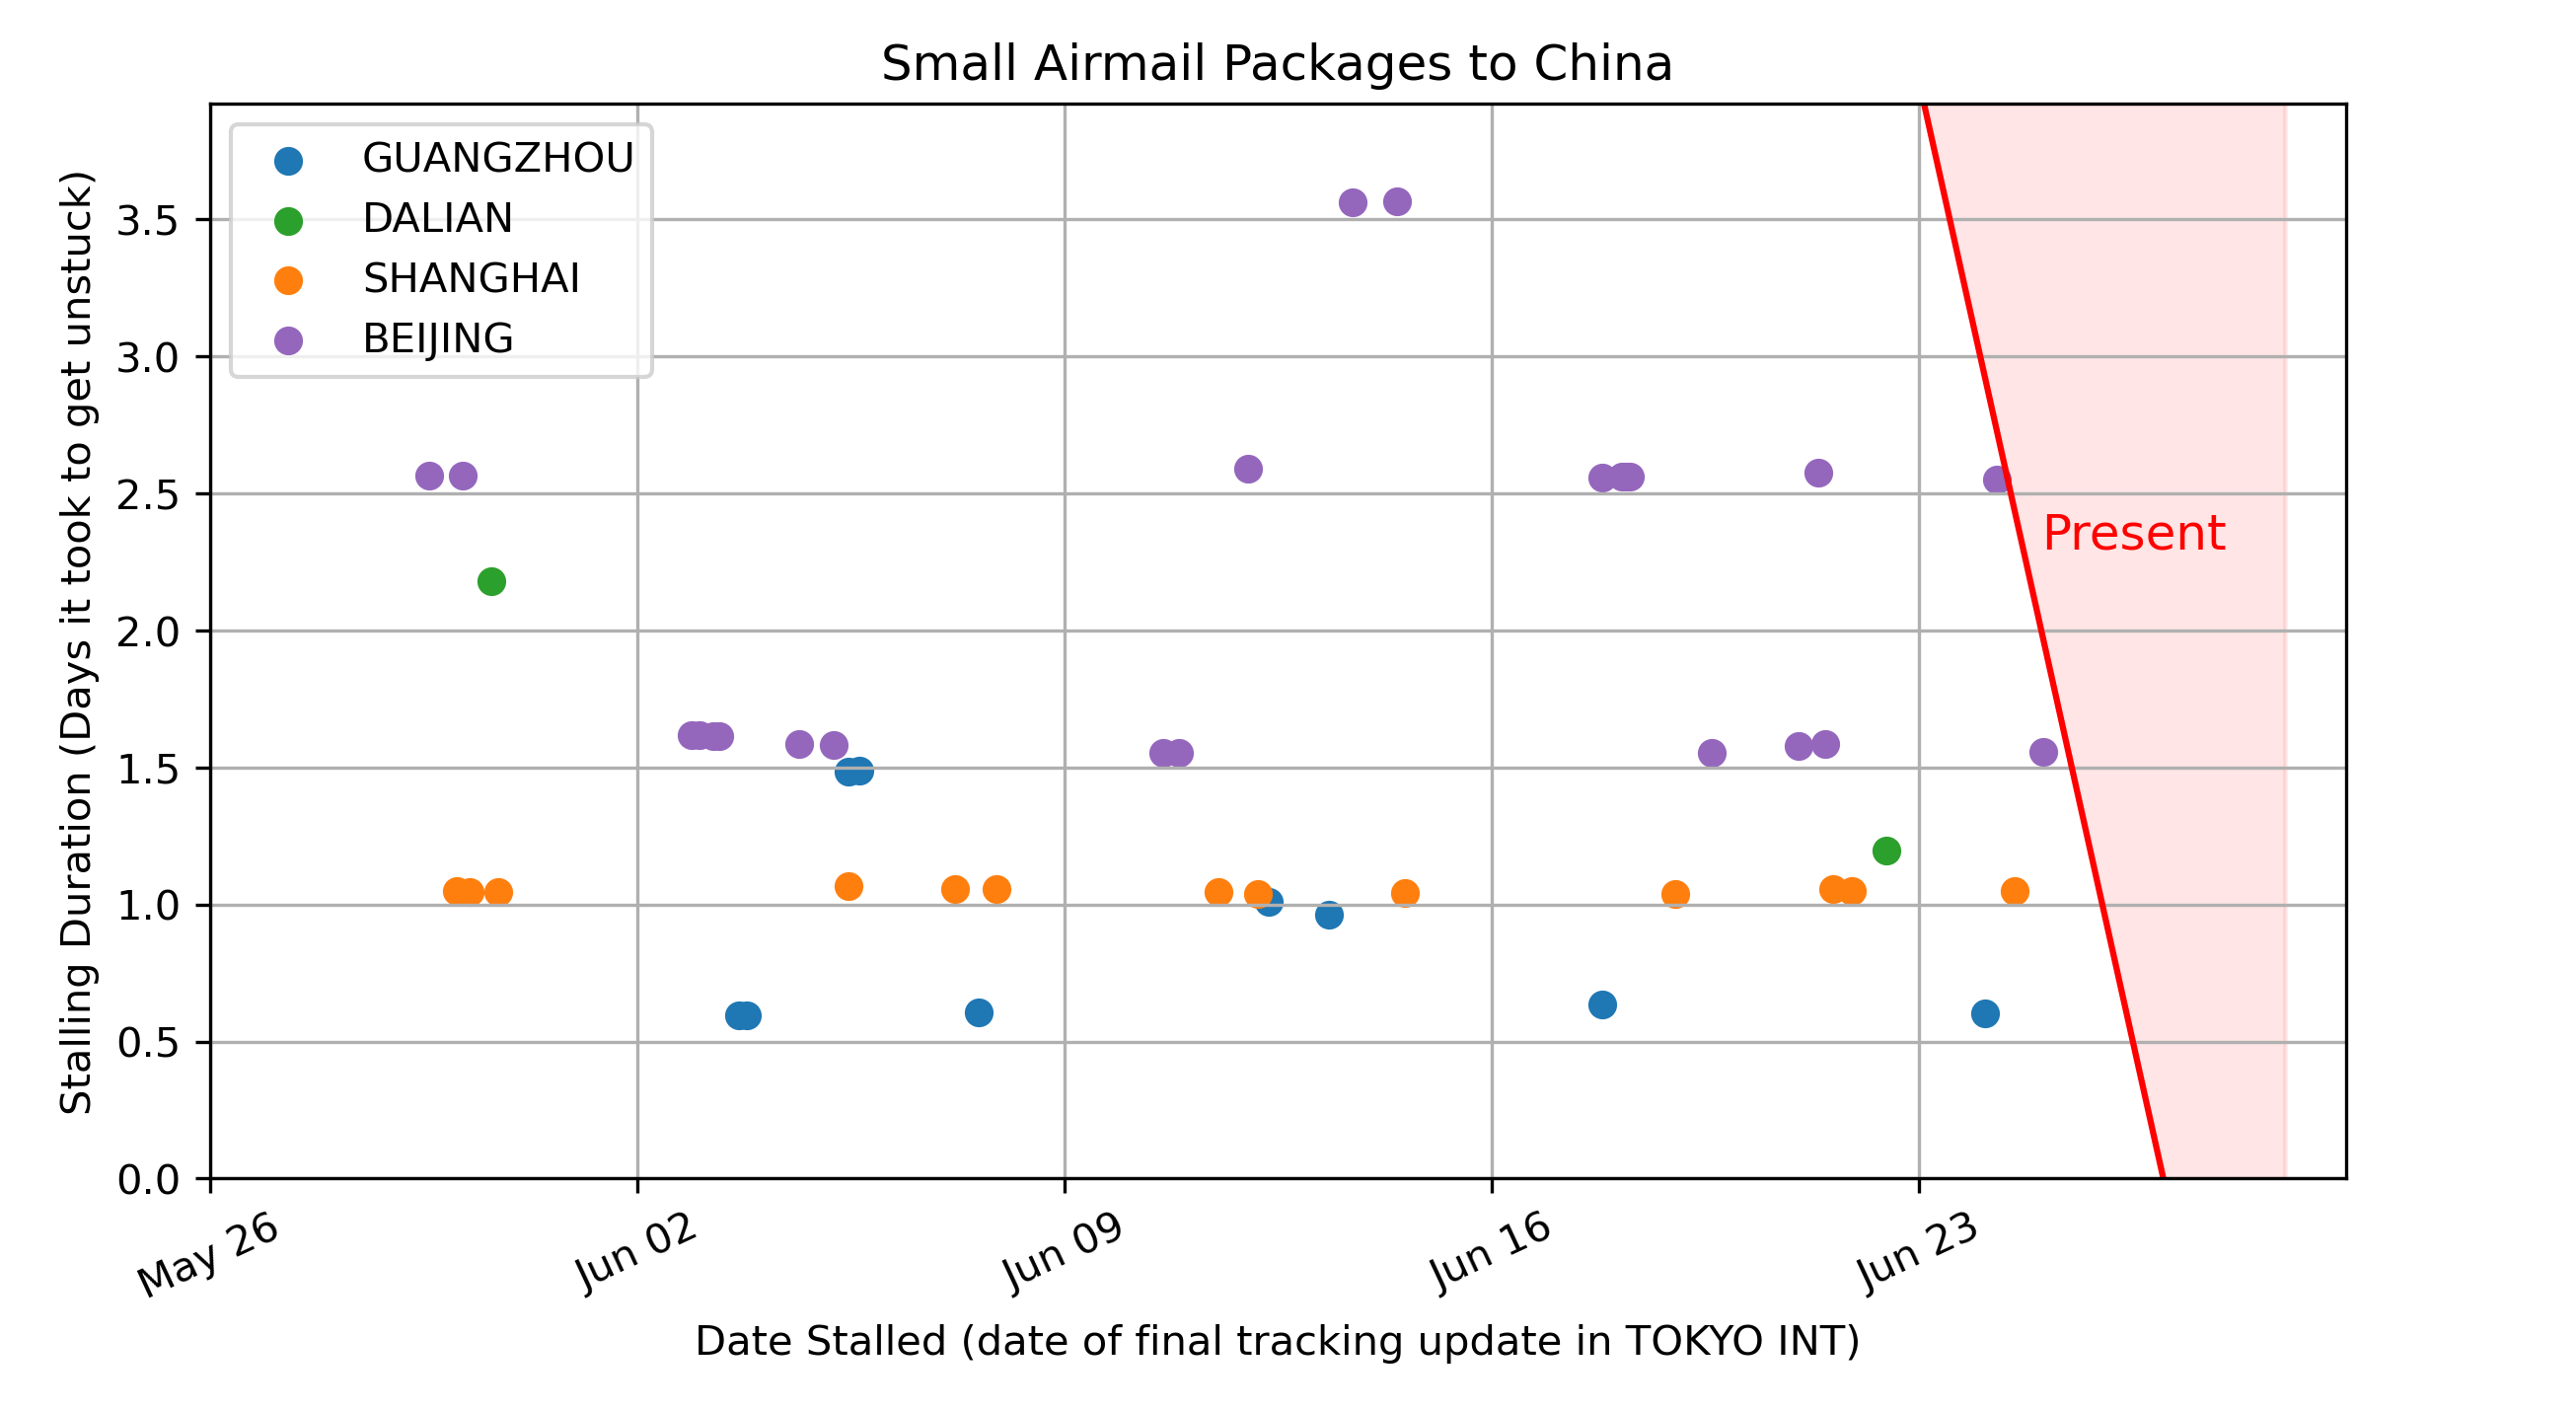 Small Airmail Packages to China
GUANGZHOU
DALIAN
SHANGHAI
BEIJING
Present
Stalling Duration (Days it took to get unstuck)
3.5
3.0
2.5
2.0
1.5
1.0
0.5
0.0
May 26
Jun 02
Jun 09
Jun 16
Jun 23
Date Stalled (date of final tracking update in TOKYO INT)